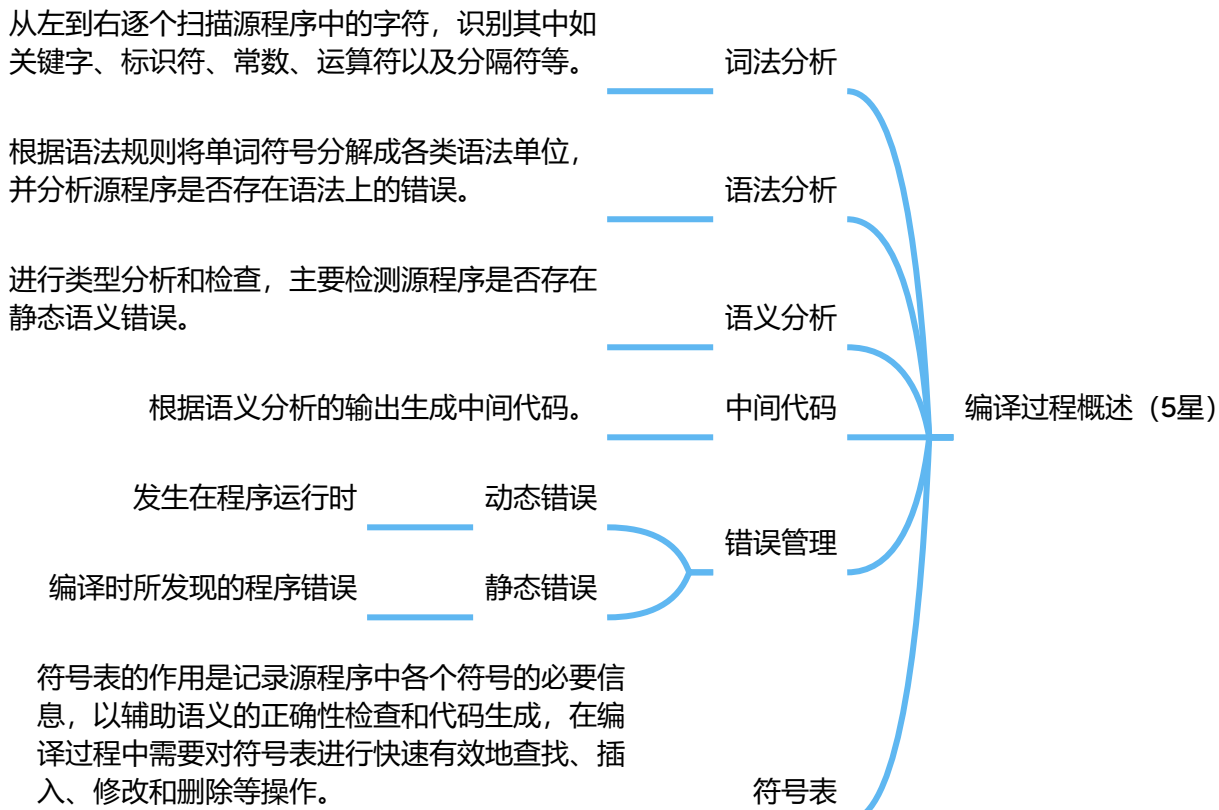 从左到右逐个扫描源程序中的字符，识别其中如
关键字、标识符、常数、运算符以及分隔符等。
词法分析
根据语法规则将单词符号分解成各类语法单位，
并分析源程序是否存在语法上的错误。
语法分析
进行类型分析和检查，主要检测源程序是否存在
静态语义错误。
语义分析
根据语义分析的输出生成中间代码。
中间代码
编译过程概述（5星）
发生在程序运行时
动态错误
错误管理
编译时所发现的程序错误
静态错误
符号表的作用是记录源程序中各个符号的必要信
息，以辅助语义的正确性检查和代码生成，在编
译过程中需要对符号表进行快速有效地查找、插
入、修改和删除等操作。
符号表